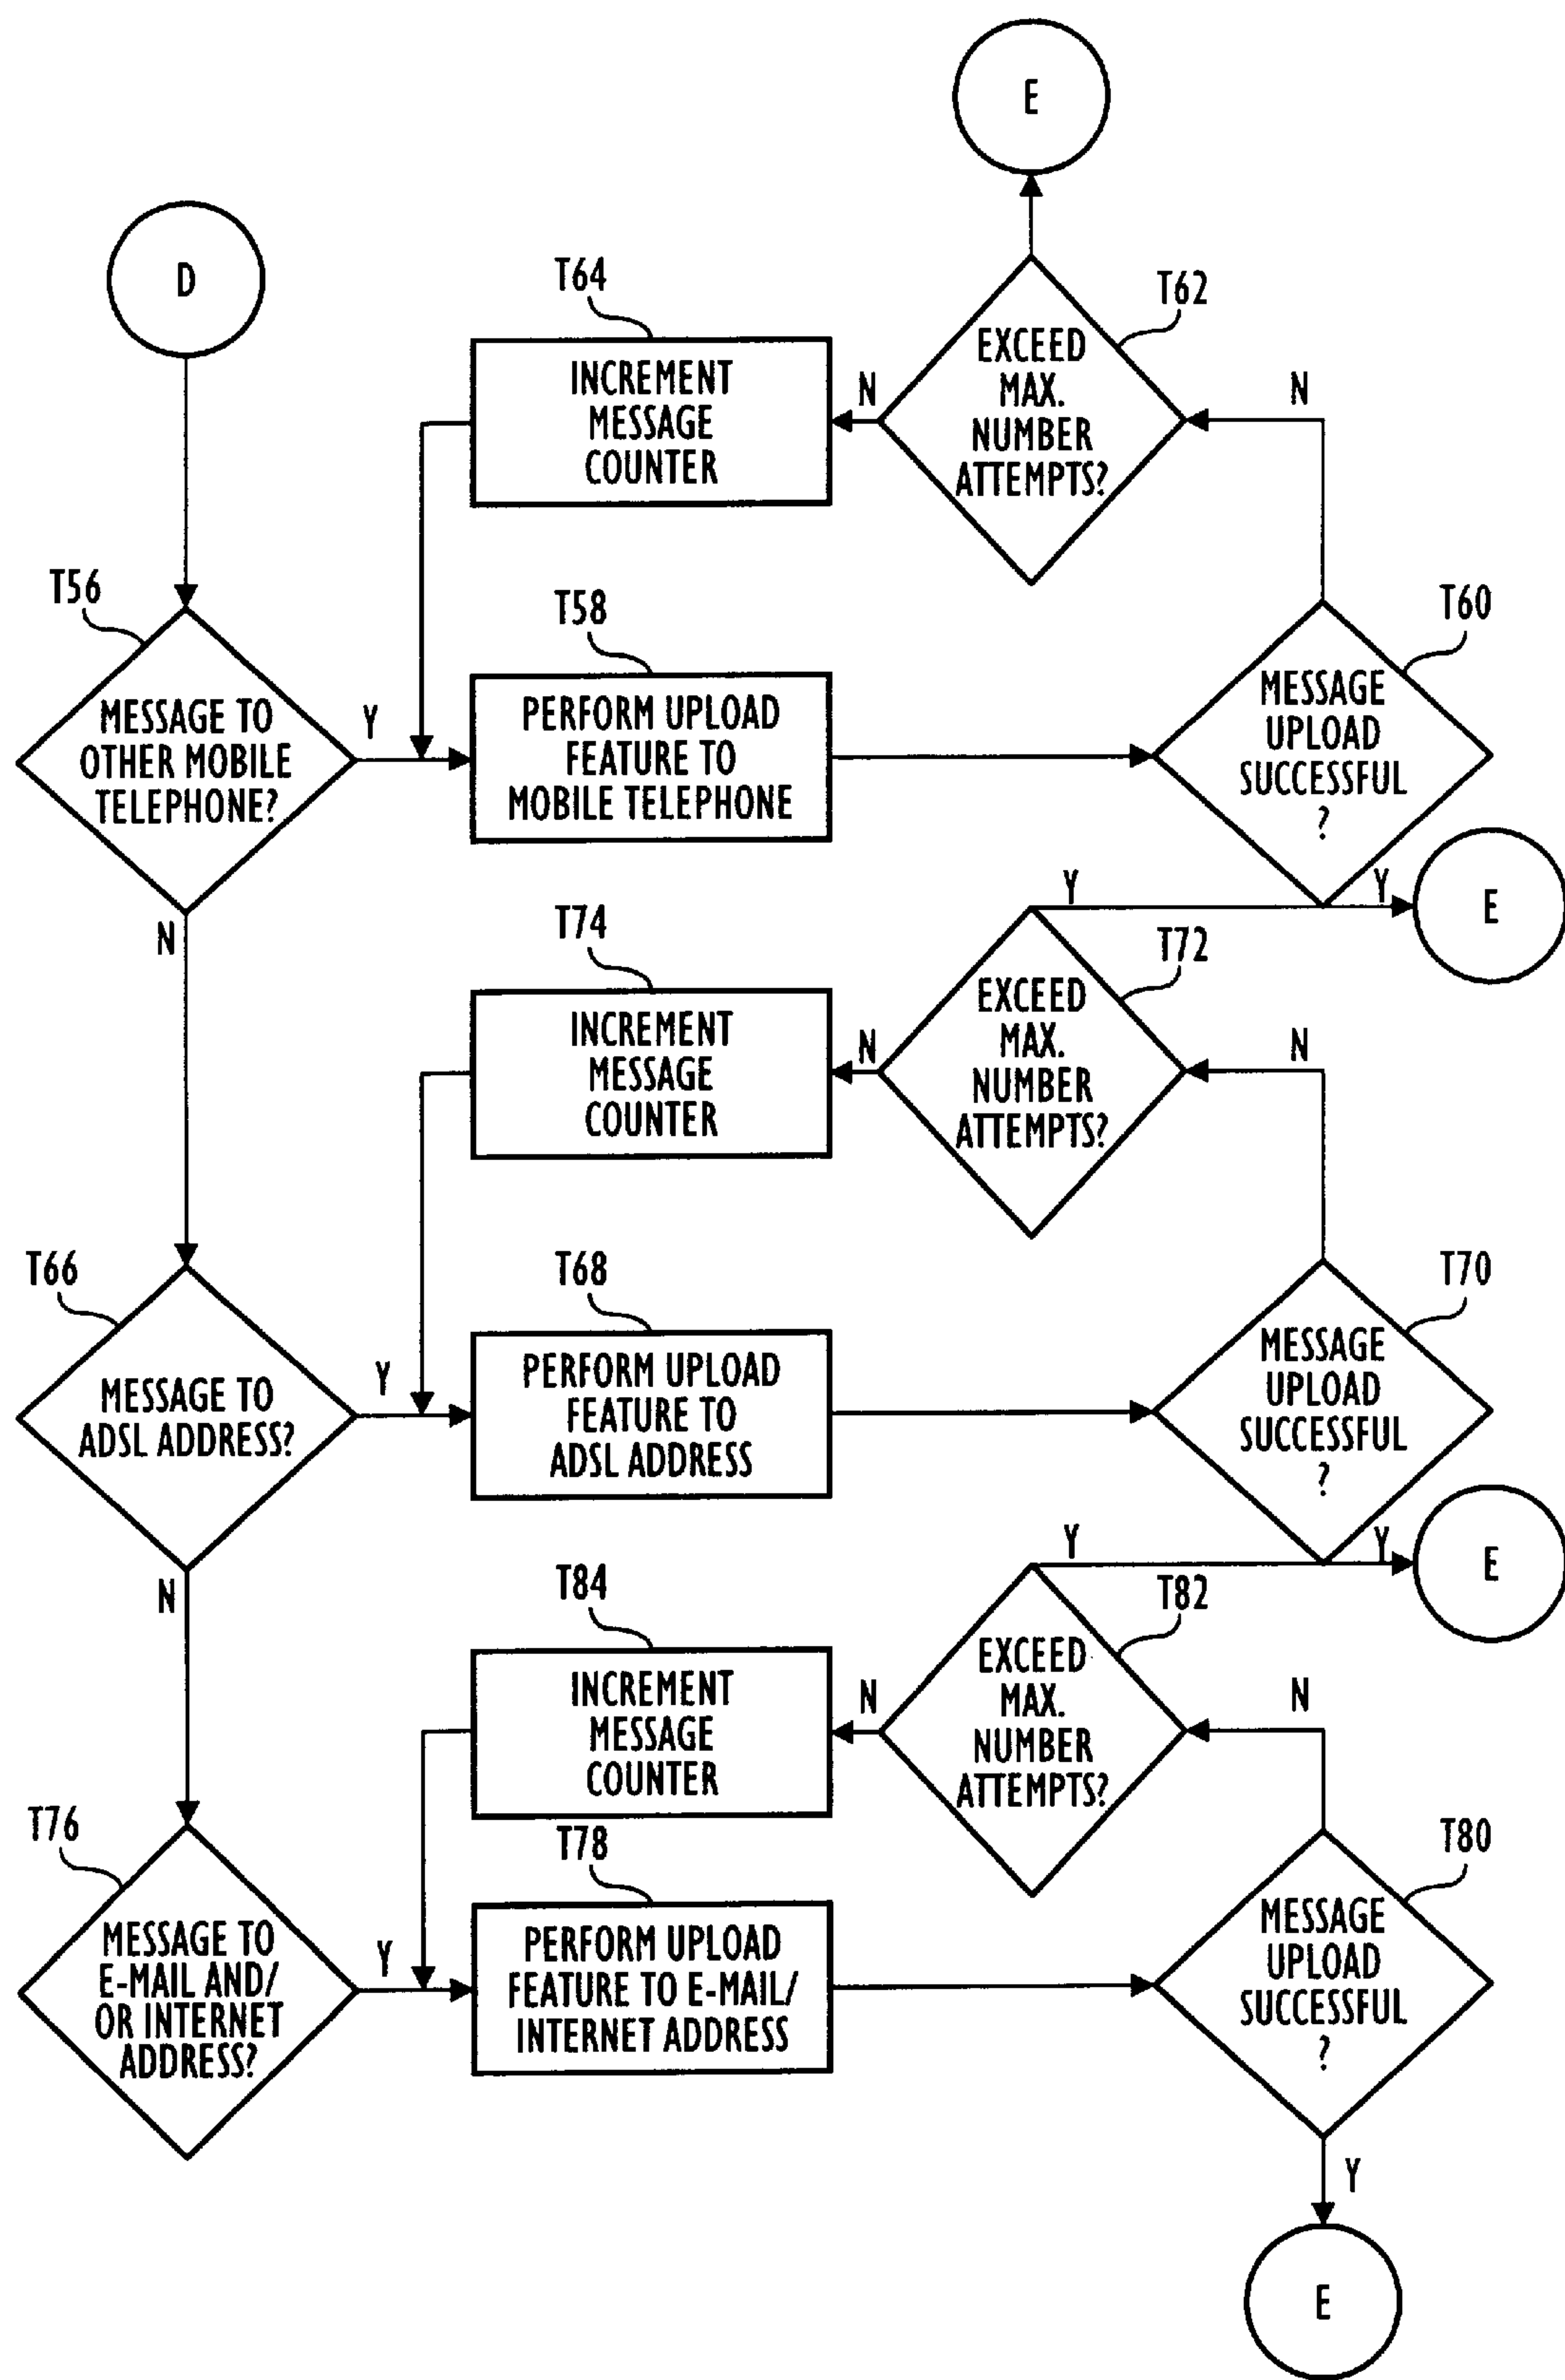 E
D
T64
INCREMENT
MESSAGE
COUNTER
N
T62
EXCEED
MAX.
NUMBER
ATTEMPTS?
N
T56
MESSAGE TO
OTHER MOBILE
TELEPHONE?
Y
N
T58
PERFORM UPLOAD
FEATURE TO
MOBILE TELEPHONE
T60
MESSAGE
UPLOAD
SUCCESSFUL
?
Y
Y
E
T74
INCREMENT
MESSAGE
COUNTER
N
T72
EXCEED
MAX.
NUMBER
ATTEMPTS?
N
T66
MESSAGE TO
ADSL ADDRESS?
Y
N
T68
PERFORM UPLOAD
FEATURE TO
ADSL ADDRESS
T70
MESSAGE
UPLOAD
SUCCESSFUL
?
Y
Y
E
T84
INCREMENT
MESSAGE
COUNTER
N
T82
EXCEED
MAX.
NUMBER
ATTEMPTS?
N
T76
MESSAGE TO
E-MAIL AND/
OR INTERNET
ADDRESS?
Y
T78
PERFORM UPLOAD
FEATURE TO E-MAIL/
INTERNET ADDRESS
T80
MESSAGE
UPLOAD
SUCCESSFUL
?
Y
E